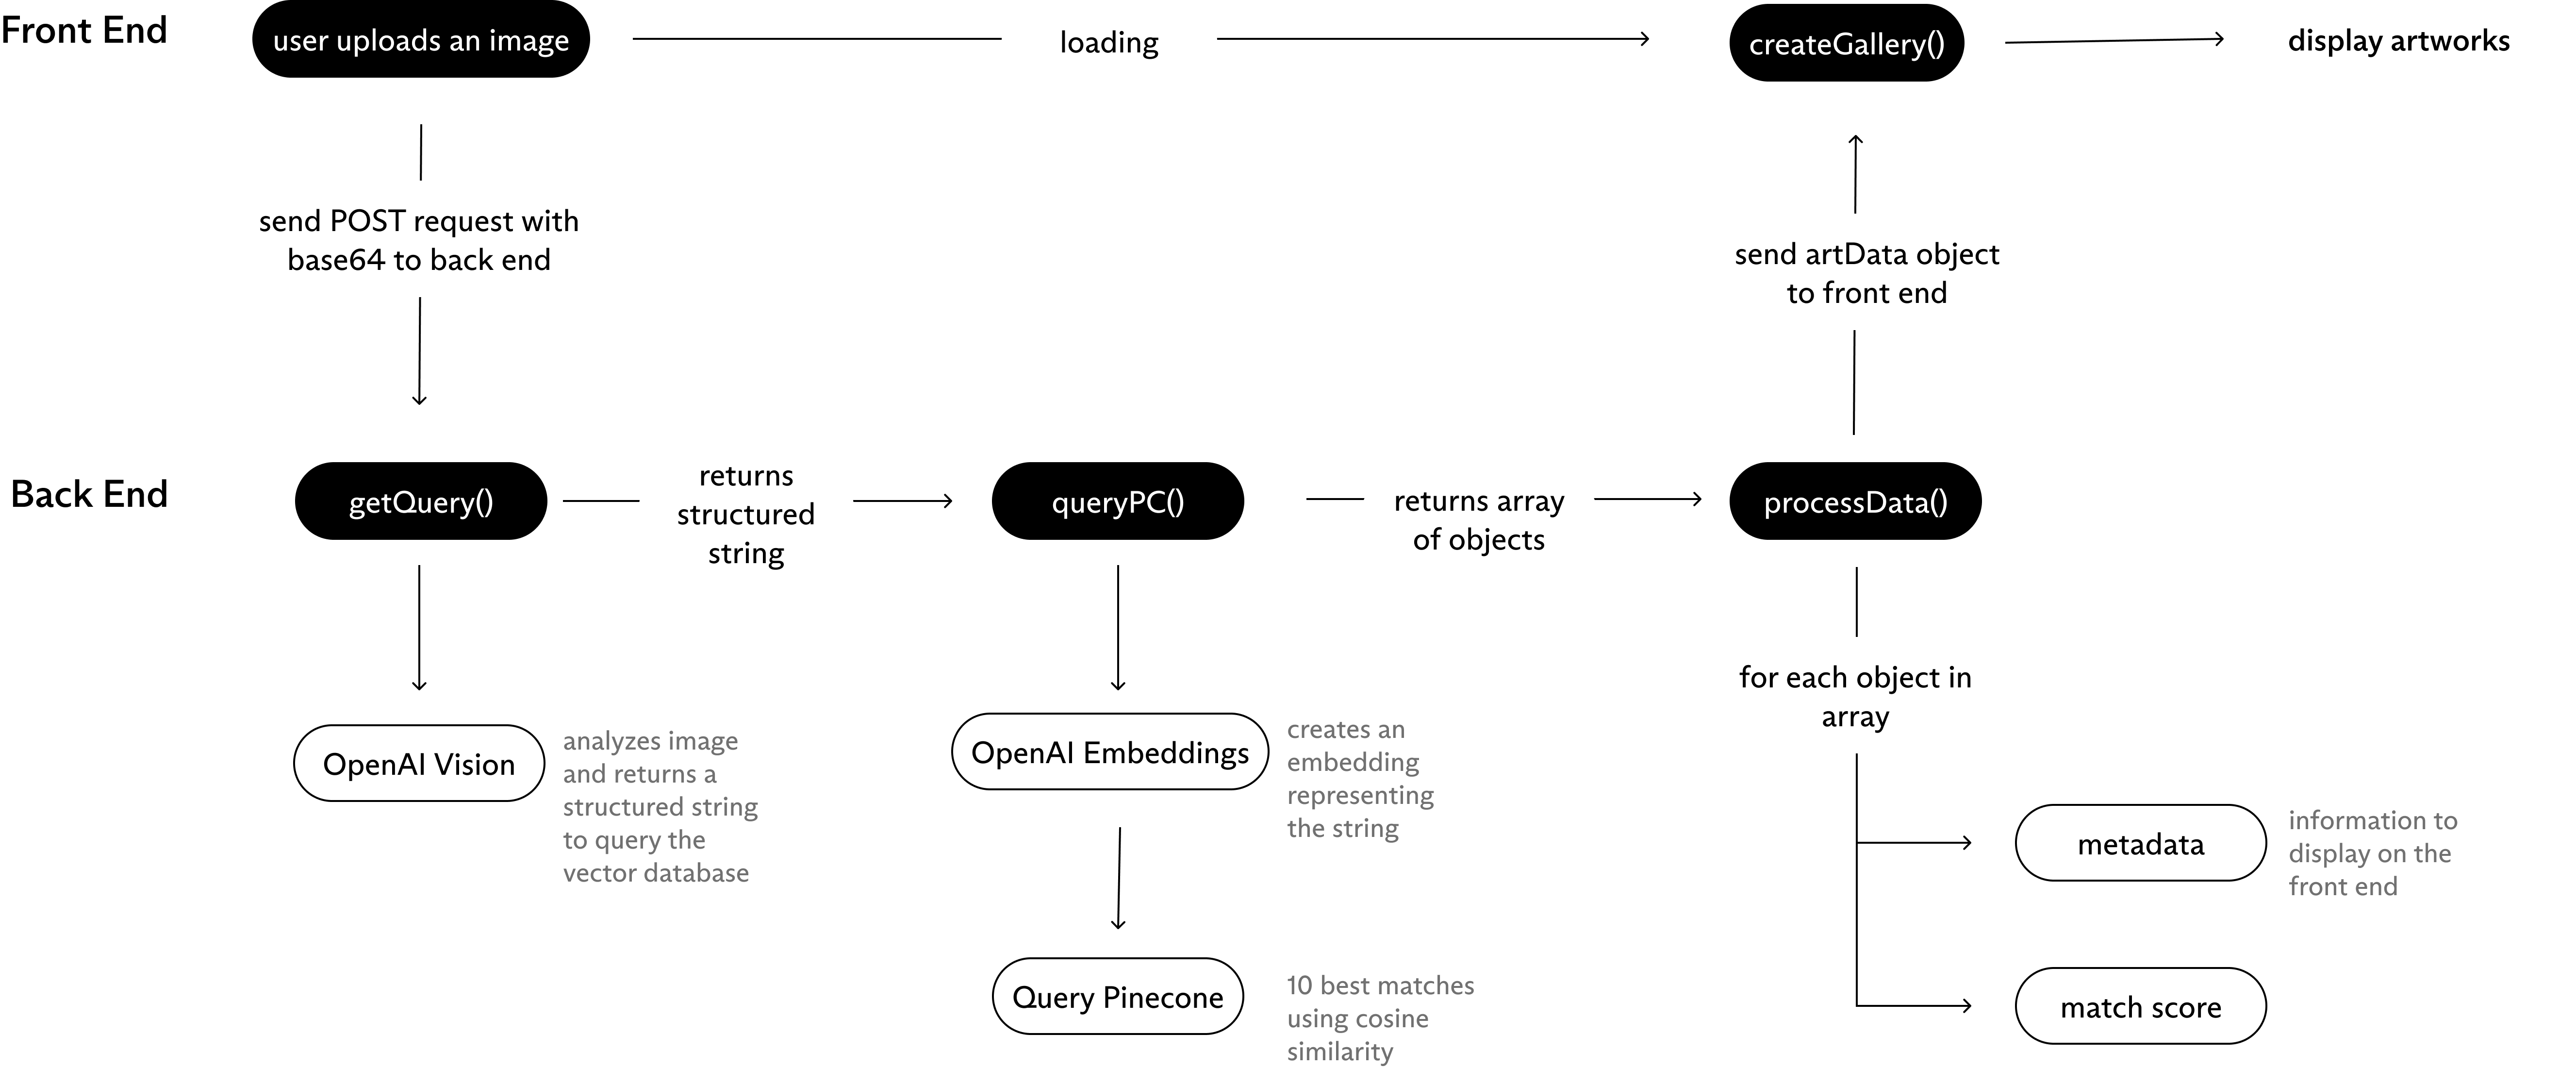 Front End
user uploads an image
loading
createGallery()
display artworks
send POST request with
base64 to back end
send artData object
to front end
Back End
getQuery()
returns
structured
string
queryPC()
returns array
of objects
processData()
OpenAI Vision
analyzes image
and returns a
structured string
to query the
vector database
OpenAI Embeddings
creates an
embedding
representing
the string
Query Pinecone
10 best matches
using cosine
similarity
for each object in
array
metadata
information to
display on the
front end
match score